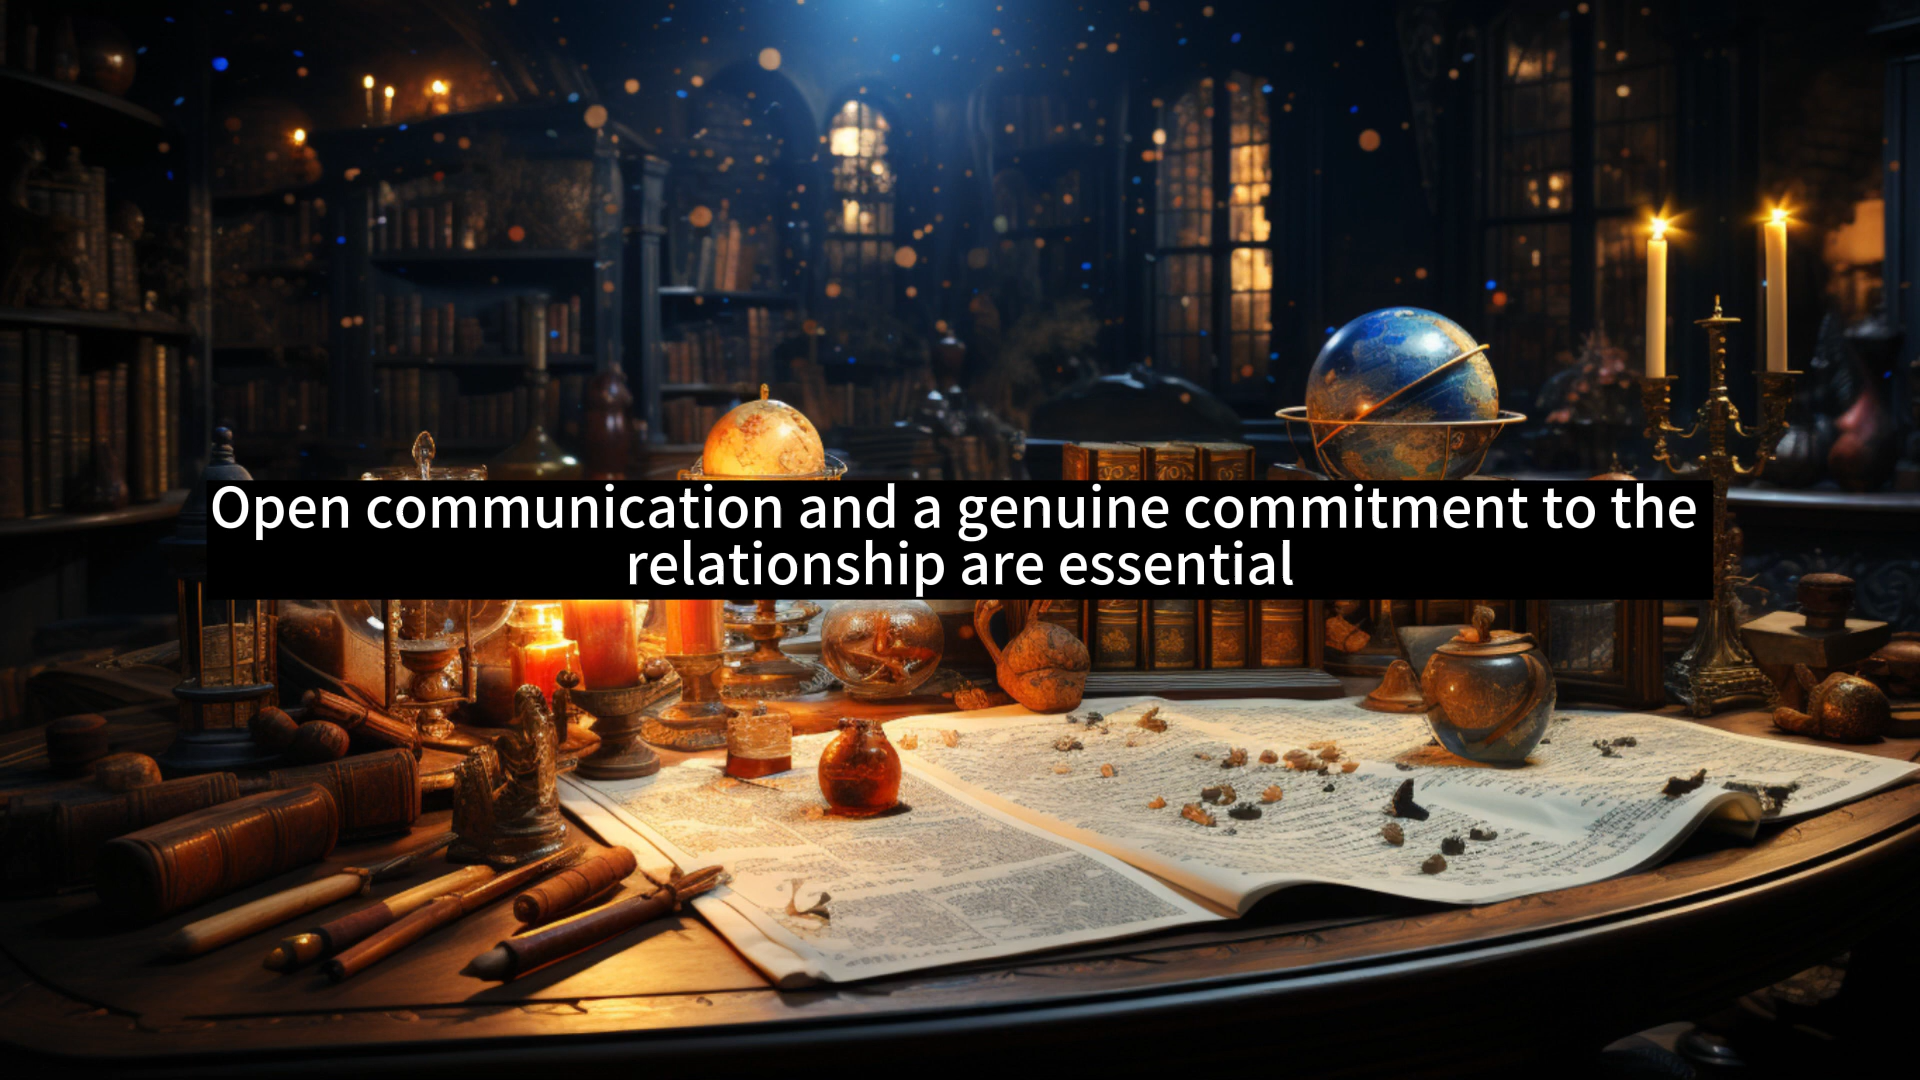 Open communication and a genuine commitment to the
relationship are essential